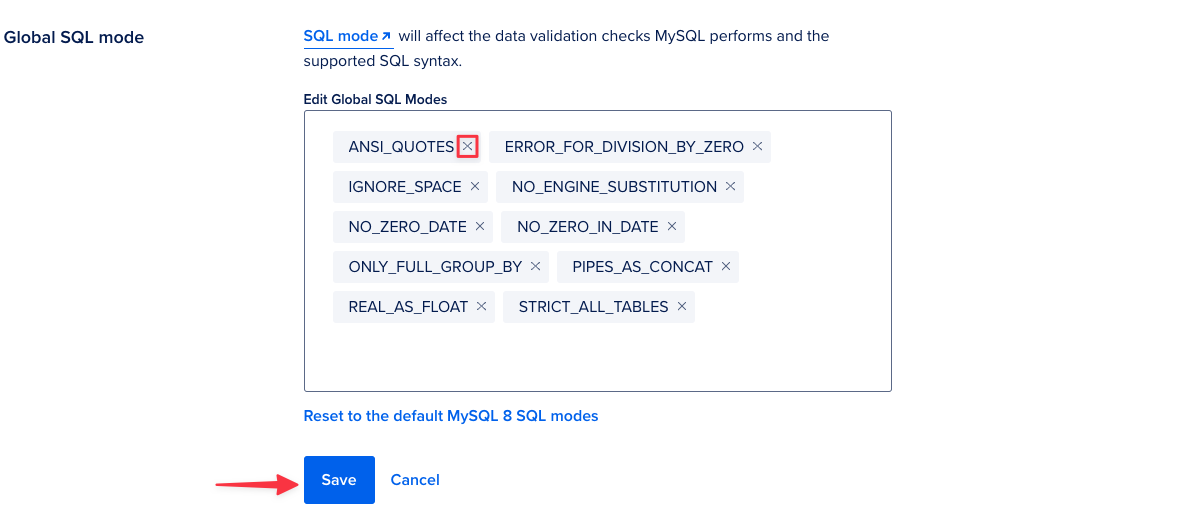 Global SQL mode
SQL mode will affect the data validation checks MySQL performs and the
supported SQL syntax.
Edit Global SQL Modes
ANSI_QUOTES ERROR_FOR_DIVISION_BY_ZERO
IGNORE_SPACE NO_ENGINE_SUBSTITUTION
NO_ZERO_DATE NO_ZERO_IN_DATE
ONLY_FULL_GROUP_BY PIPES_AS_CONCAT
REAL_AS_FLOAT STRICT_ALL_TABLES
Reset to the default MySQL 8 SQL modes
Save Cancel